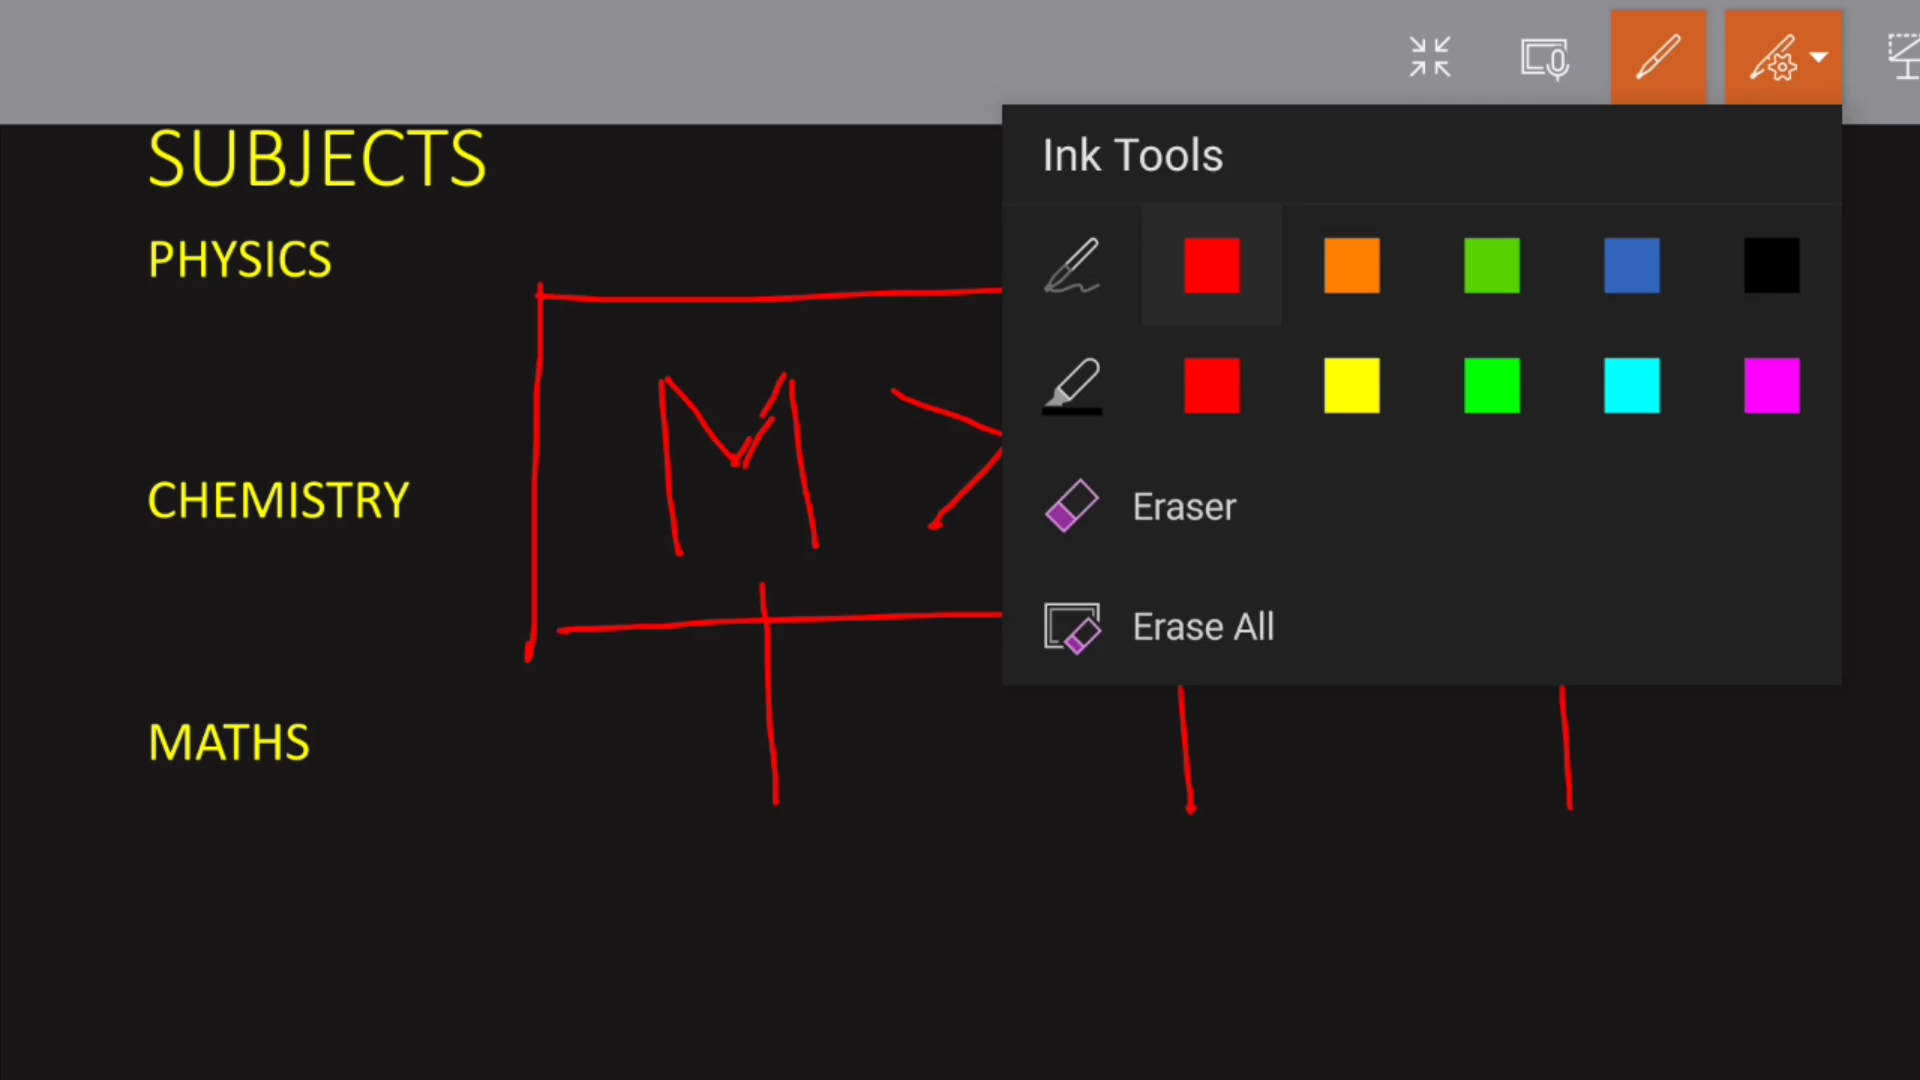 SUBJECTS
PHYSICS
CHEMISTRY
MATHS
M >
Ink Tools
Eraser
Erase All